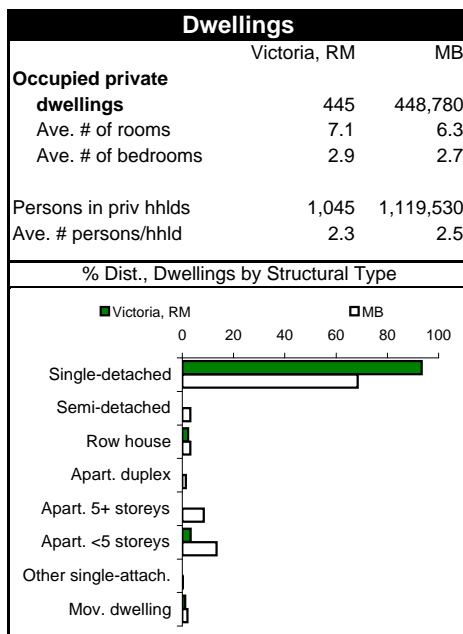 Dwellings
Victoria, RM MB
Occupied private
dwellings 445 448,780
Ave. # of rooms 7.1 6.3
Ave. # of bedrooms 2.9 2.7
Persons in priv hhlds 1,045 1,119,530
Ave. # persons/hhld 2.3 2.5
% Dist., Dwellings by Structural Type
Victoria, RM MB
0 20 40 60 80 100
Single-detached
Semi-detached
Row house
Apart. duplex
Apart. 5+ storeys
Apart. <5 storeys
Other single-attach.
Mov. dwelling